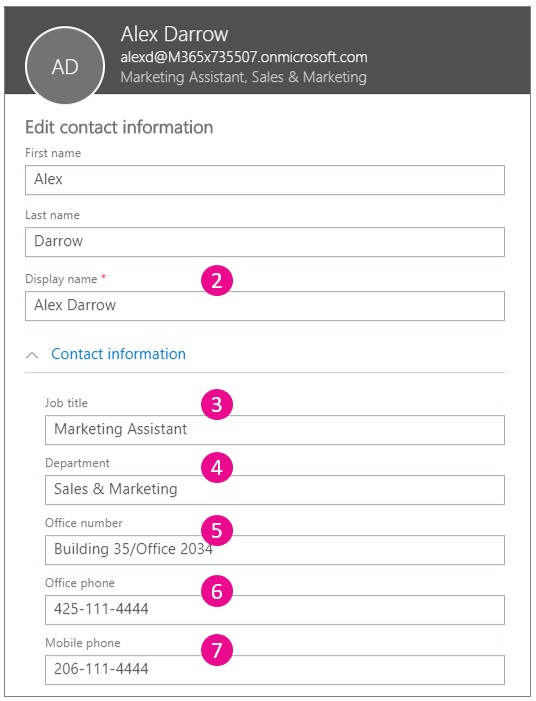 AD
Alex Darrow
alexd@M365x735507.onmicrosoft.com
Marketing Assistant, Sales & Marketing
Edit contact information
First name
Alex
Last name
Darrow
Display name * 2
Alex Darrow
Contact information
Job title 3
Marketing Assistant
Department 4
Sales & Marketing
Office number 5
Building 35/Office 2034
Office phone 6
425-111-4444
Mobile phone 7
206-111-4444